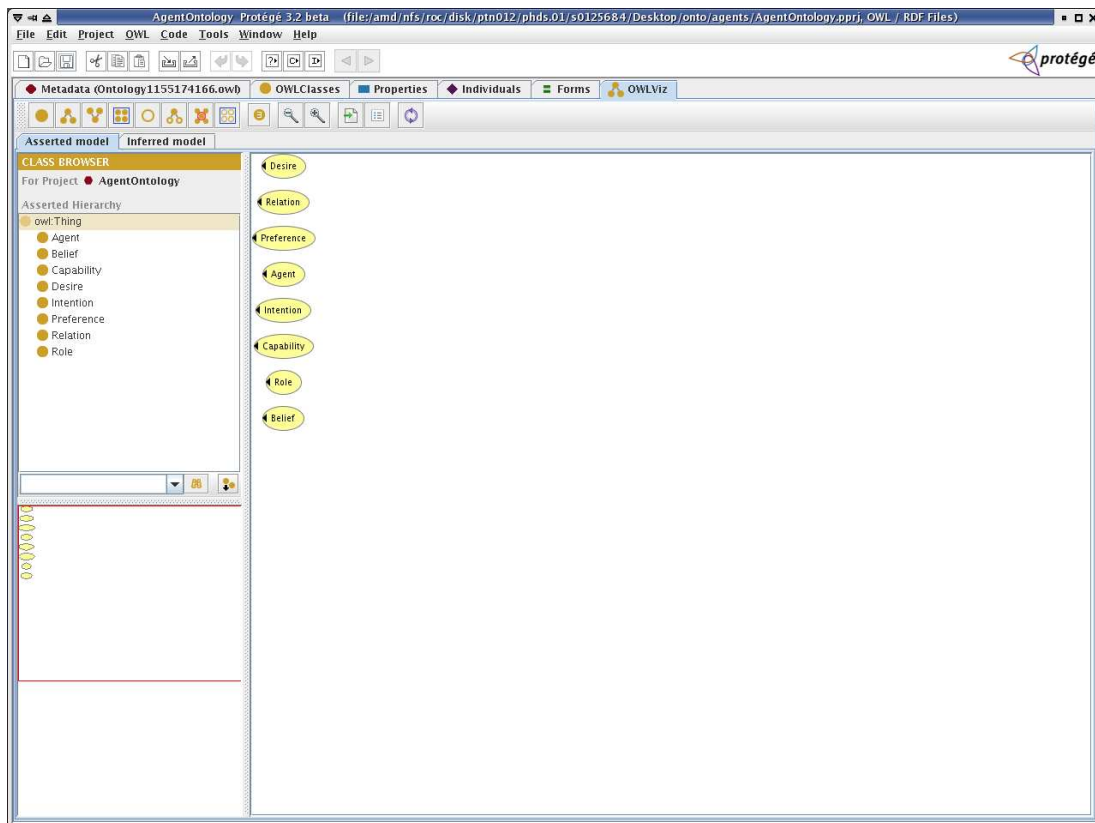 AgentOntology Protégé 3.2 beta (file:/amd/nfs/roc/disk/ptn012/phds.01/s0125684/Desktop/onto/agents/AgentOntology.pprj, OWL / RDF Files)
File Edit Project OWL Code Tools Window Help
protégé
Metadata (Ontology1155174166.owl) OWLClasses Properties Individuals Forms OWLViz
Asserted model Inferred model
CLASS BROWSER
For Project AgentOntology
Asserted Hierarchy
owl:Thing
Agent
Belief
Capability
Desire
Intention
Preference
Relation
Role
Desire
Relation
Preference
Agent
Intention
Capability
Role
Belief